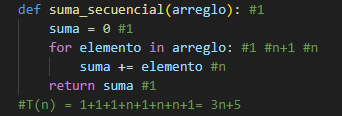 def suma_secuencial(arreglo): #1
    suma = 0 #1
    for elemento in arreglo: #1 #n+1 #n
        suma += elemento #n
    return suma #1
#T(n) = 1+1+1+n+1+n+n+1= 3n+5